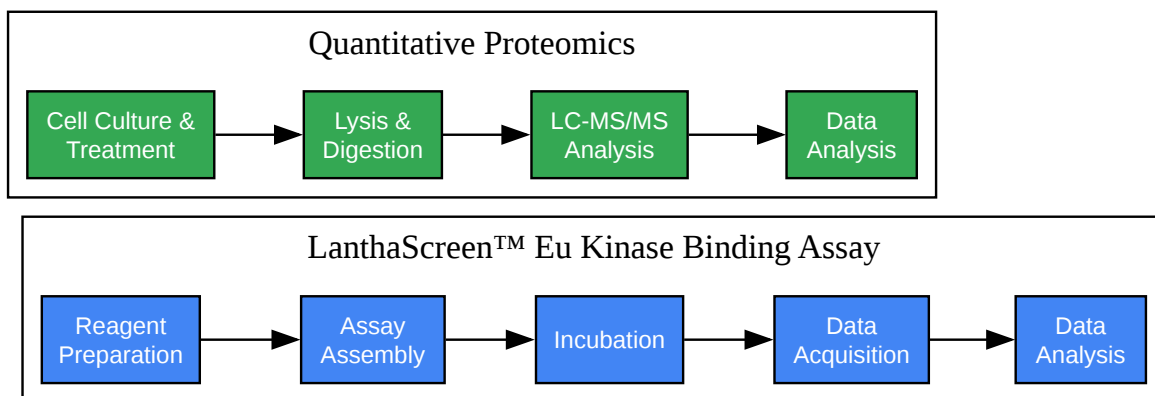 Quantitative Proteomics
Cell Culture &
Treatment
Lysis &
Digestion
LC-MS/MS
Analysis
Data
Analysis
LanthaScreen™ Eu Kinase Binding Assay
Reagent
Preparation
Assay
Assembly
Incubation
Data
Acquisition
Data
Analysis